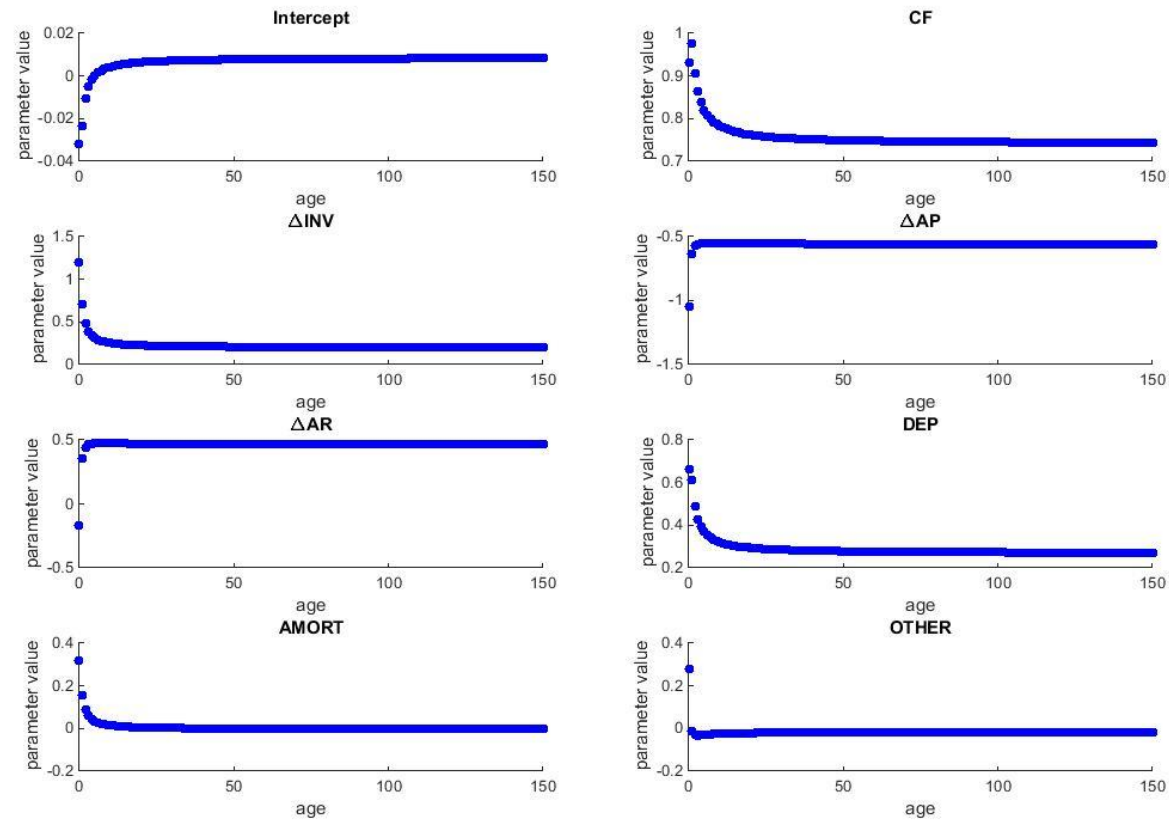 Intercept
parameter value
0.02
0
-0.02
-0.04
0 50 100 150
age
CF
parameter value
1
0.9
0.8
0.7
0 50 100 150
age
ΔINV
parameter value
1.5
1
0.5
0
0 50 100 150
age
ΔAP
parameter value
-0.5
-1
-1.5
0 50 100 150
age
ΔAR
parameter value
0.5
0
-0.5
0 50 100 150
age
DEP
parameter value
0.8
0.6
0.4
0.2
0 50 100 150
age
AMORT
parameter value
0.4
0.2
0
-0.2
0 50 100 150
age
OTHER
parameter value
0.4
0.2
0
-0.2
0 50 100 150
age